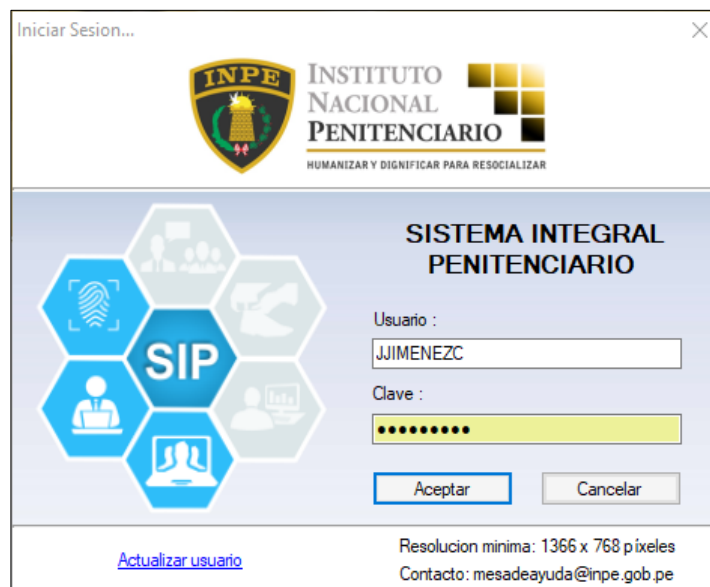 Iniciar Sesion...
INPE
INSTITUTO
NACIONAL
PENITENCIARIO
HUMANIZAR Y DIGNIFICAR PARA RESOCIALIZAR
SISTEMA INTEGRAL
PENITENCIARIO
SIP
Usuario :
JJIMENEZC
Clave :
•••••••••
Aceptar
Cancelar
Actualizar usuario
Resolucion minima: 1366 x 768 píxeles
Contacto: mesadeayuda@inpe.gob.pe